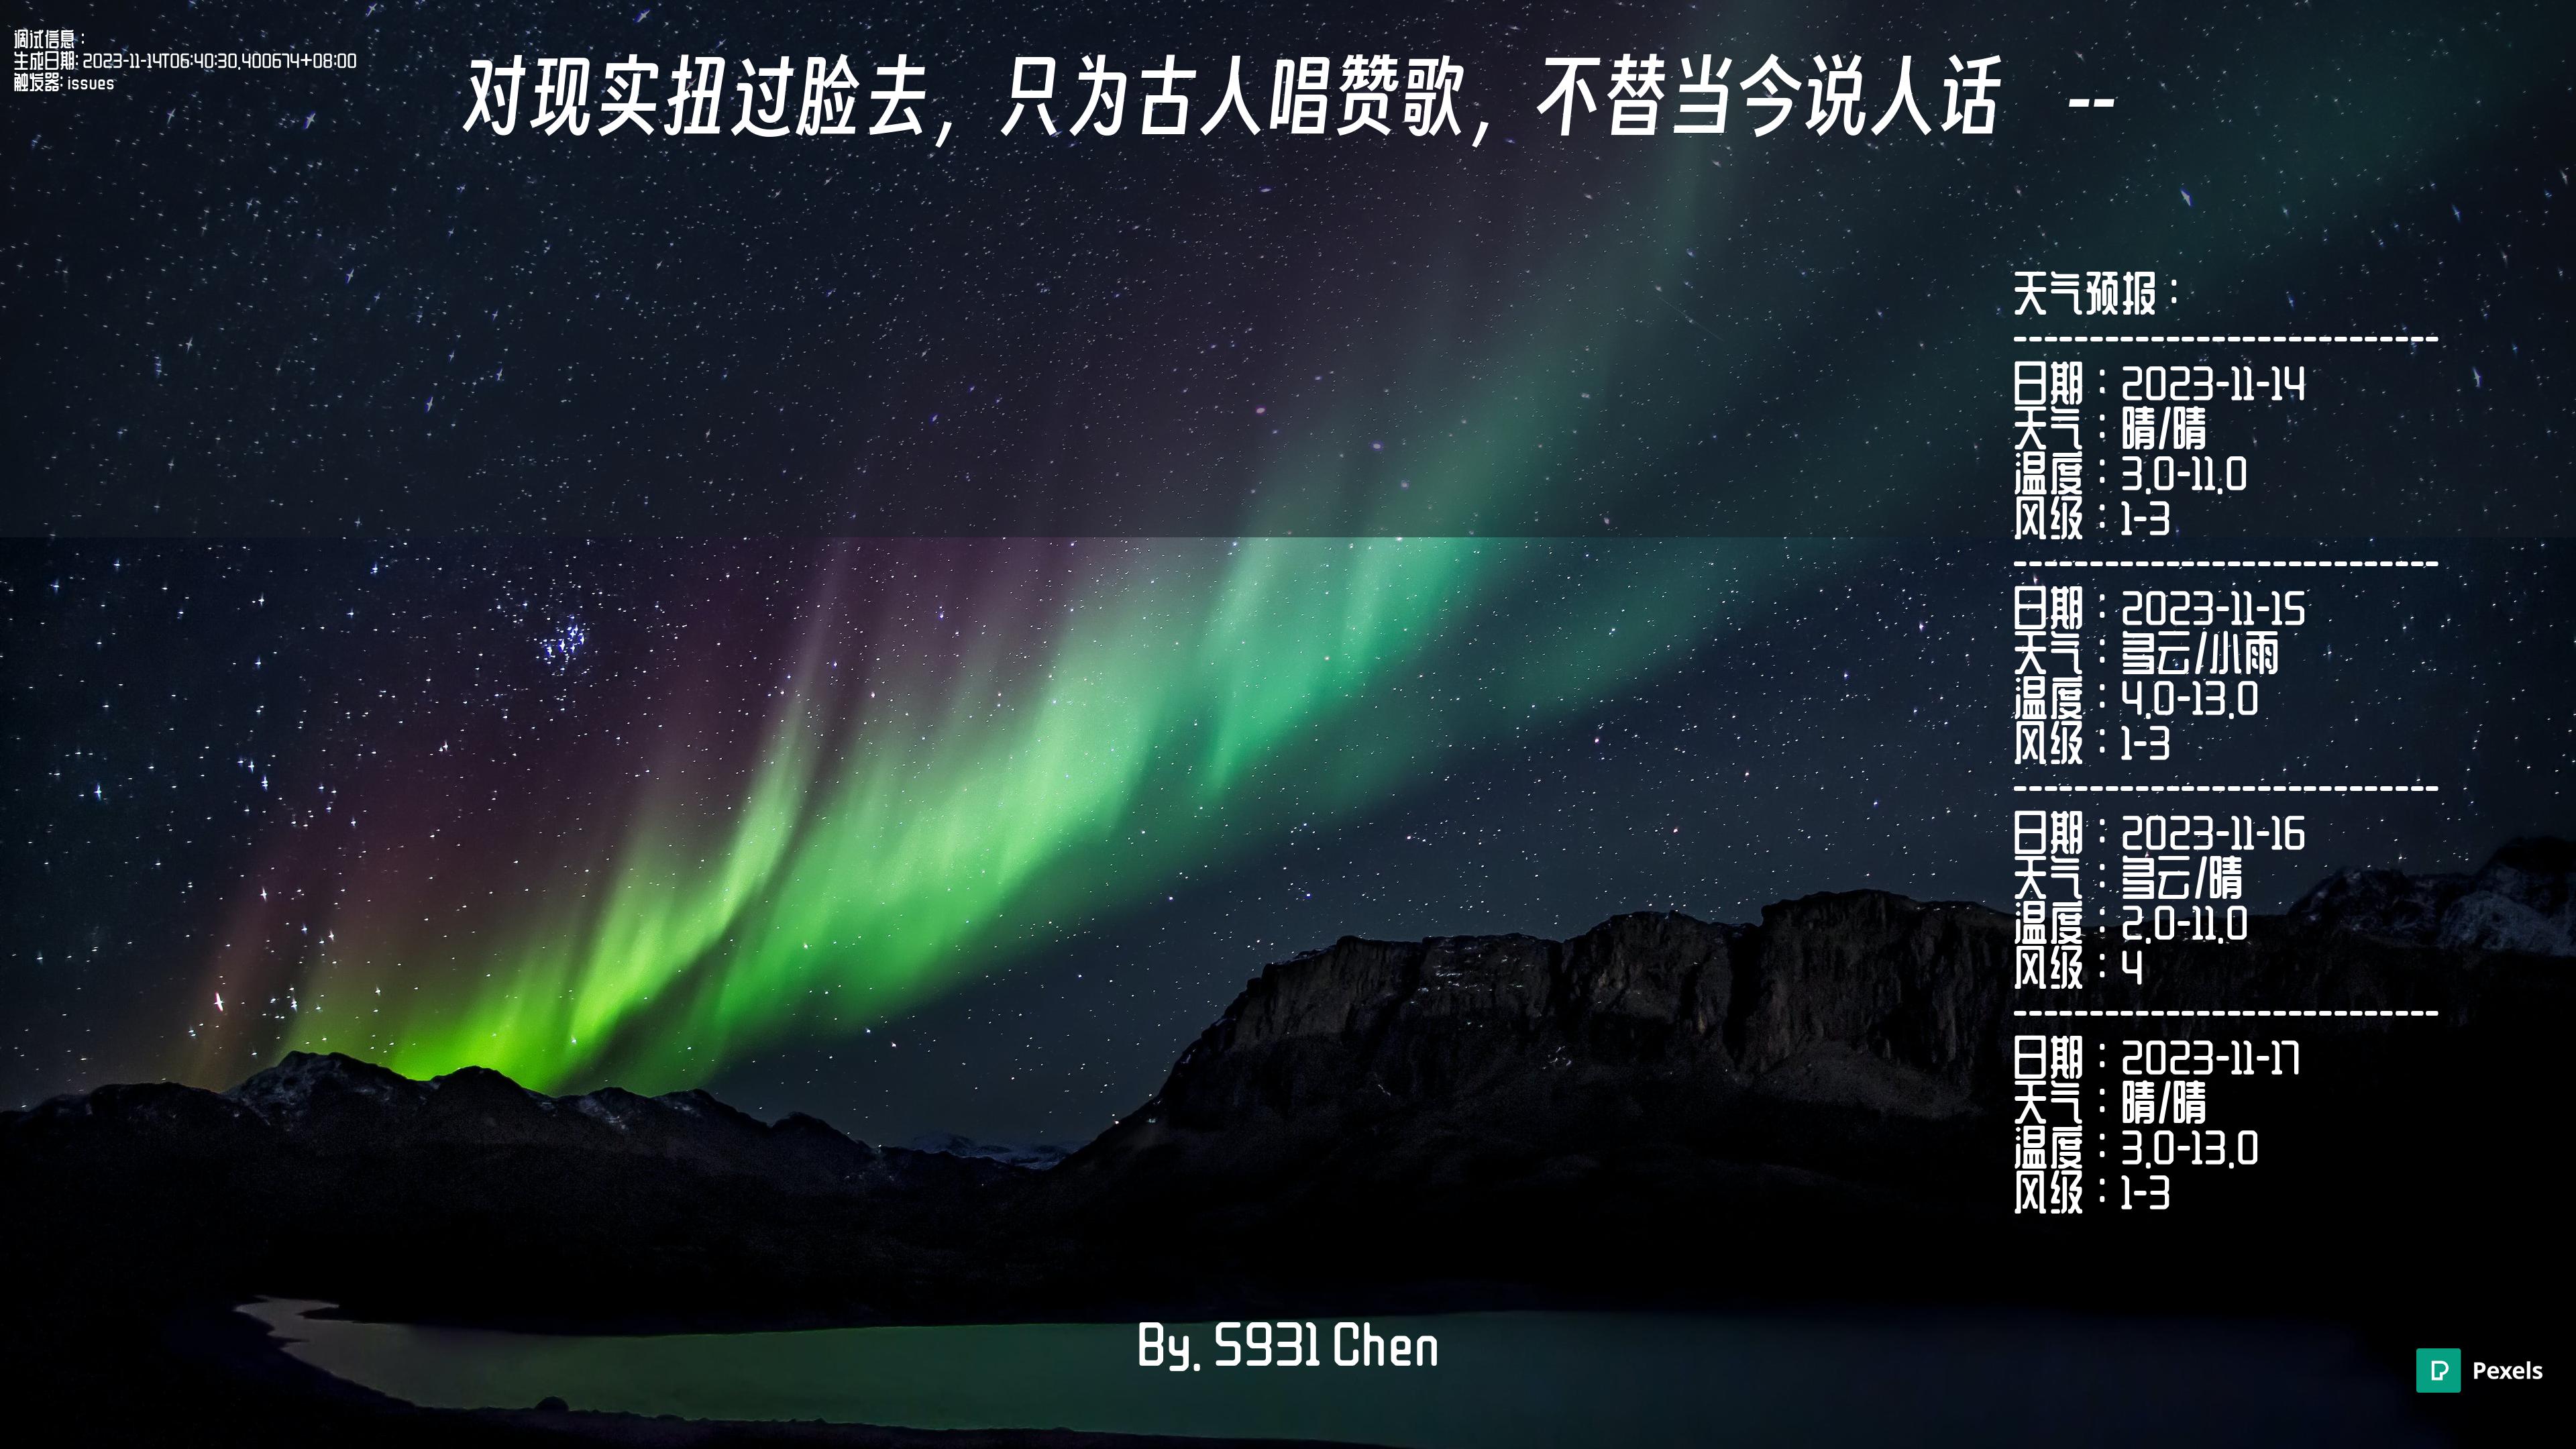 调试信息：
生成日期: 2023-11-14T06:40:30.400674+08:00
触发器: issues
对现实扭过脸去，只为古人唱赞歌，不替当今说人话 --
天气预报：
----------------------------
日期：2023-11-14
天气：晴/晴
温度：3.0-11.0
风级：1-3
----------------------------
日期：2023-11-15
天气：多云/小雨
温度：4.0-13.0
风级：1-3
----------------------------
日期：2023-11-16
天气：多云/晴
温度：2.0-11.0
风级：4
----------------------------
日期：2023-11-17
天气：晴/晴
温度：3.0-13.0
风级：1-3
By. S931 Chen
Pexels